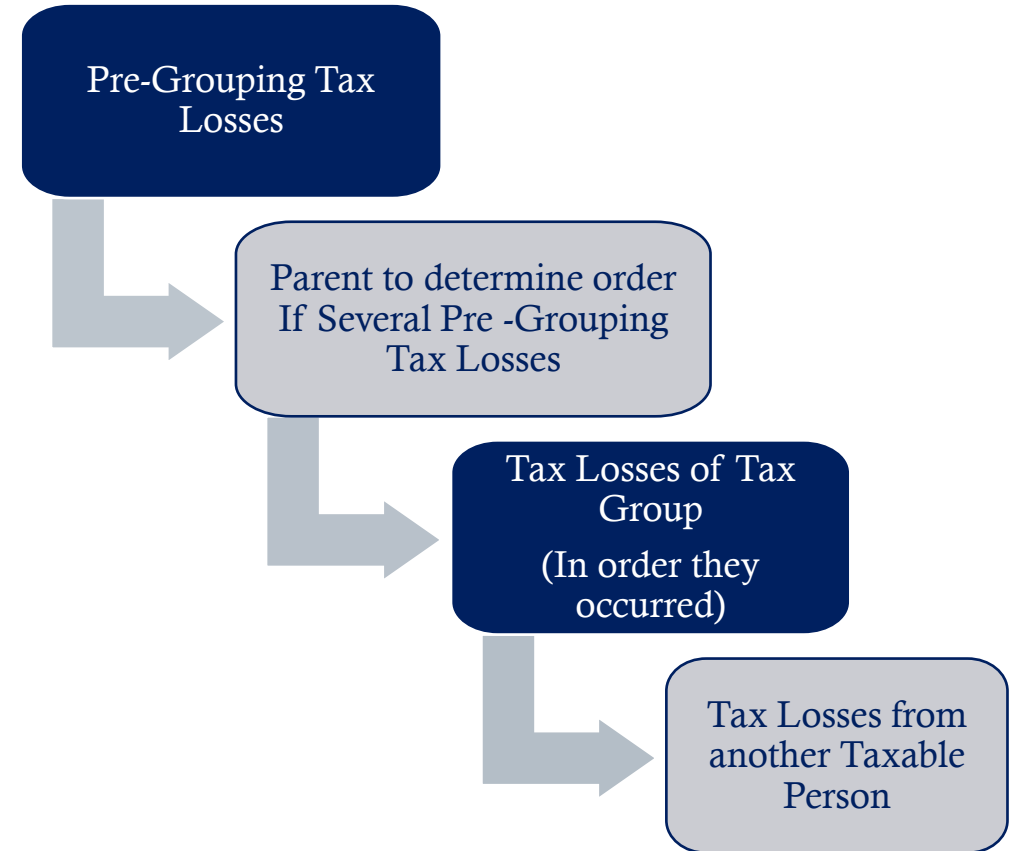 Pre-Grouping Tax
Losses
Parent to determine order
If Several Pre -Grouping
Tax Losses
Tax Losses of Tax
Group
(In order they
occurred)
Tax Losses from
another Taxable
Person